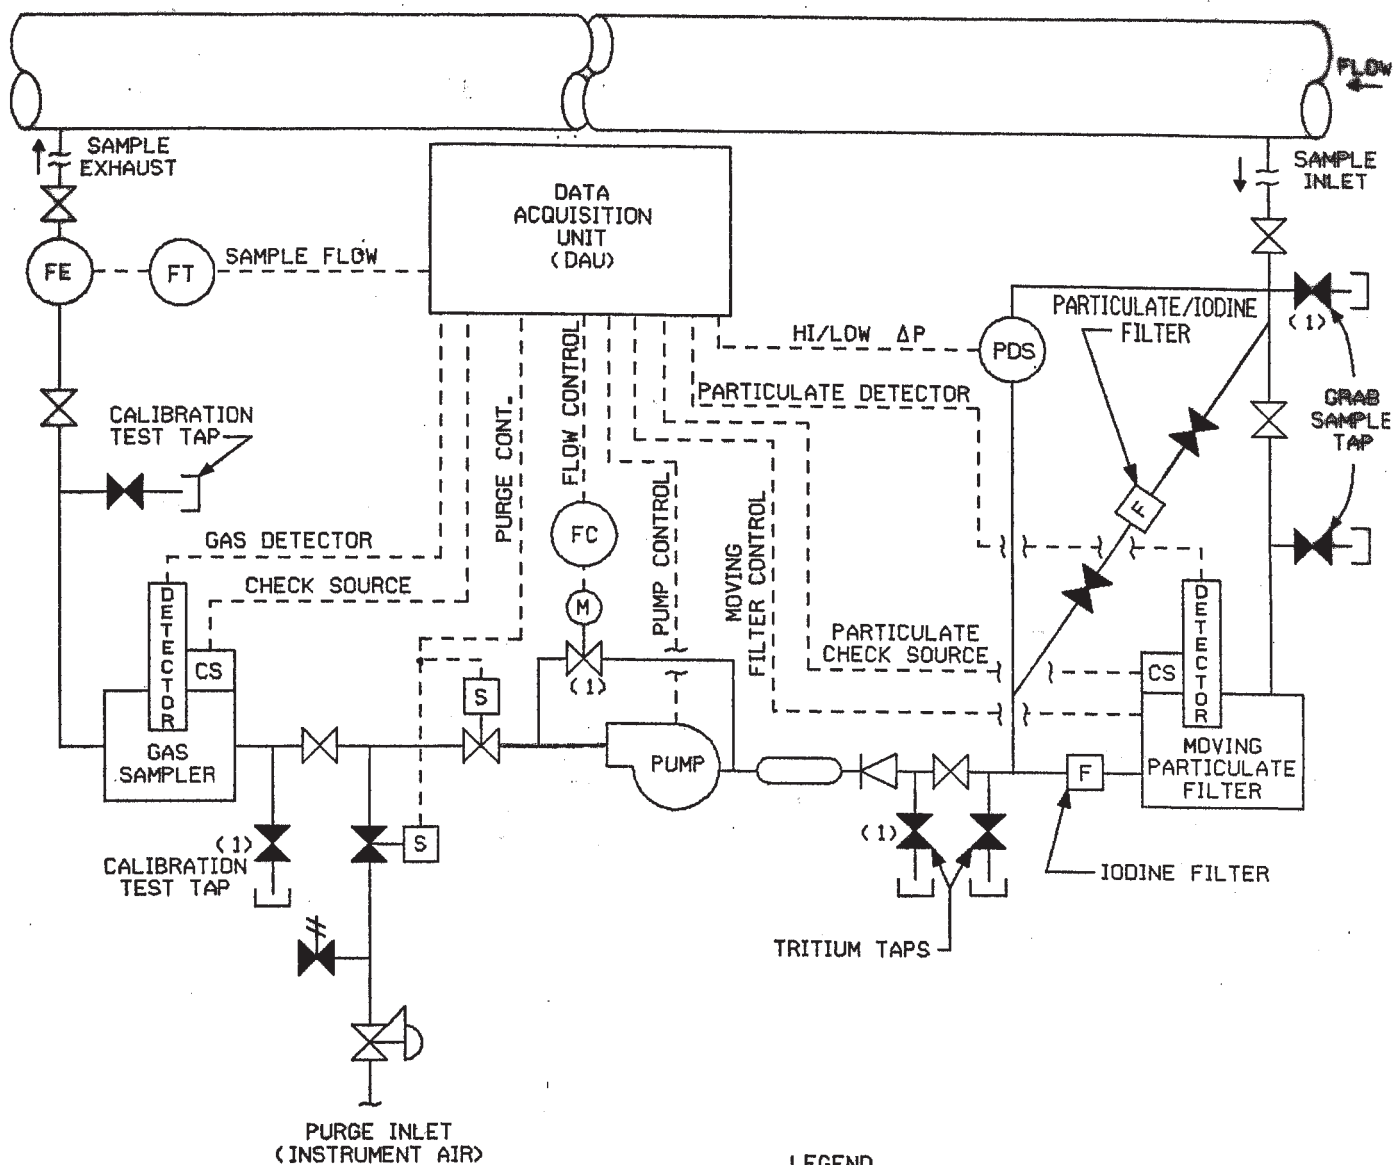 FLOW
SAMPLE
EXHAUST
SAMPLE
INLET
DATA
ACQUISITION
UNIT
(DAU)
FE
FT
SAMPLE FLOW
PARTICULATE/IODINE
FILTER
(1)
HI/LOW ΔP
PDS
PARTICULATE DETECTOR
GRAB
SAMPLE
TAP
CALIBRATION
TEST TAP
PURGE CONT.
FLOW CONTROL
F
GAS DETECTOR
FC
CHECK SOURCE
PUMP CONTROL
MOVING
FILTER CONTROL
DETECTOR
CS
M
(1)
PARTICULATE
CHECK SOURCE
DETECTOR
CS
S
GAS
SAMPLER
PUMP
F
MOVING
PARTICULATE
FILTER
(1)
CALIBRATION
TEST TAP
S
(1)
IODINE FILTER
TRITIUM TAPS
PURGE INLET
(INSTRUMENT AIR)
LEGEND